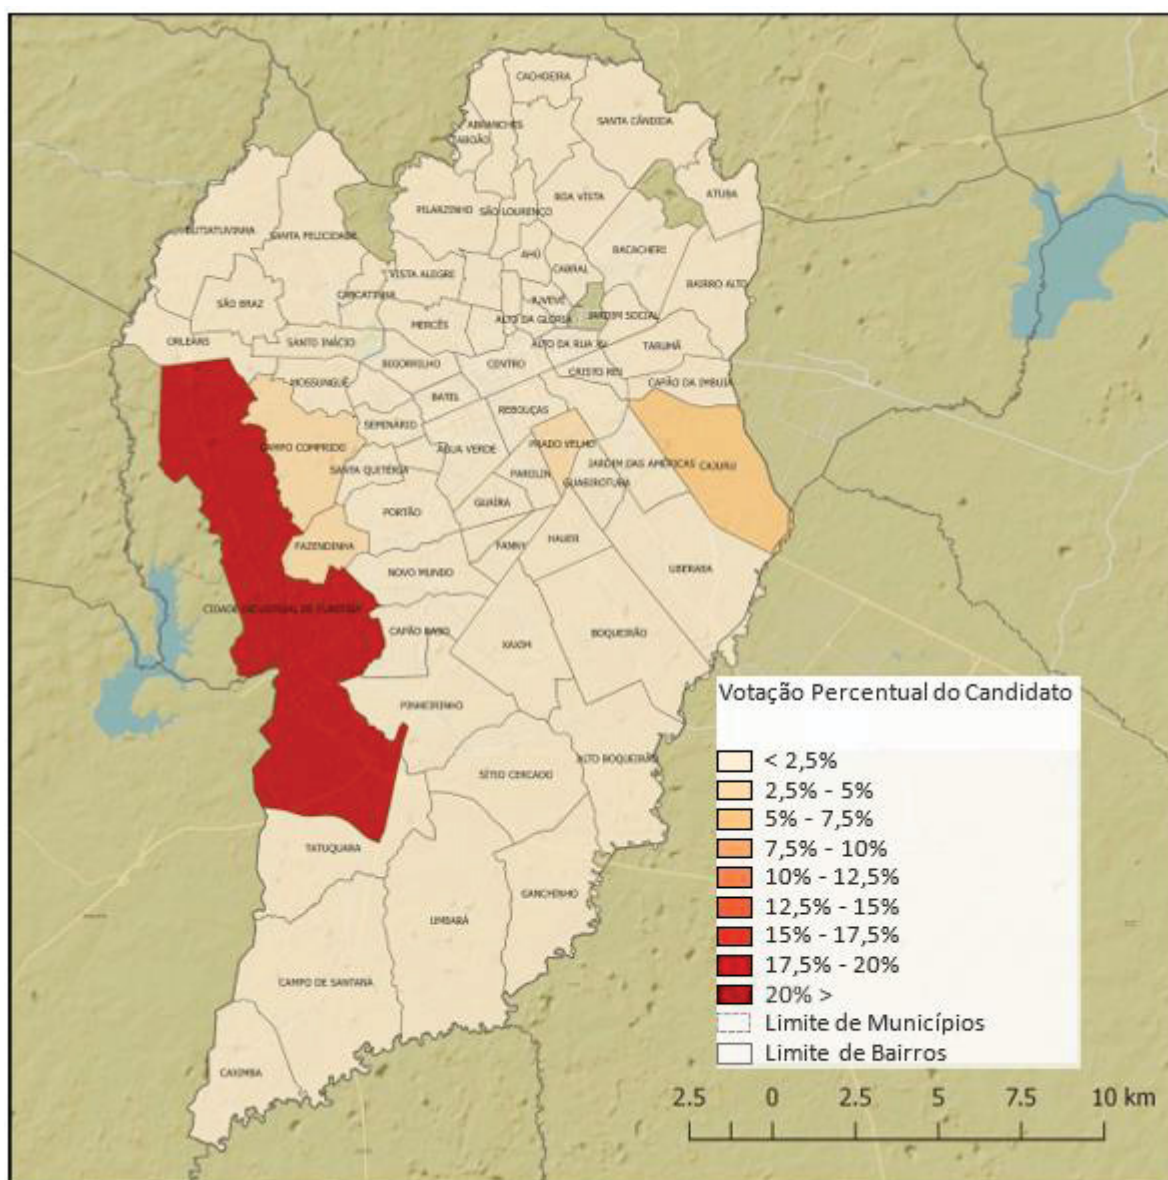 CACHOEIRA
ABRANCHES
SANTA CÂNDIDA
TABOÃO
ATUBA
BOA VISTA
PILARZINHO
SÃO LOURENÇO
BUTIATUVINHA
SANTA FELICIDADE
BACACHERI
AHÚ
CABRAL
VISTA ALEGRE
BAIRRO ALTO
CASCATINHA
SÃO BRAZ
JUVEVÊ
ALTO DA GLÓRIA
JARDIM SOCIAL
MERCÊS
ORLEANS
SANTO INÁCIO
ALTO DA RUA XV
TARUMÃ
BIGORRILHO
CENTRO
CRISTO REI
MOSSUNGUÊ
CAPÃO DA IMBUIA
BATEL
REBOUÇAS
SEMINÁRIO
CAMPO COMPRIDO
ÁGUA VERDE
PRADO VELHO
SANTA QUITÉRIA
PAROLIN
JARDIM DAS AMÉRICAS
CAJURU
GUABIROTUBA
GUAÍRA
PORTÃO
FAZENDINHA
FANNY
HAUER
NOVO MUNDO
UBERABA
CIDADE INDUSTRIAL DE CURITIBA
CAPÃO RASO
XAXIM
BOQUEIRÃO
PINHEIRINHO
SÍTIO CERCADO
ALTO BOQUEIRÃO
TATUQUARA
GANCHINHO
UMBARÁ
CAMPO DE SANTANA
CAXIMBA
Votação Percentual do Candidato
< 2,5%
2,5% - 5%
5% - 7,5%
7,5% - 10%
10% - 12,5%
12,5% - 15%
15% - 17,5%
17,5% - 20%
20% >
Limite de Municípios
Limite de Bairros
2.5 0 2.5 5 7.5 10 km